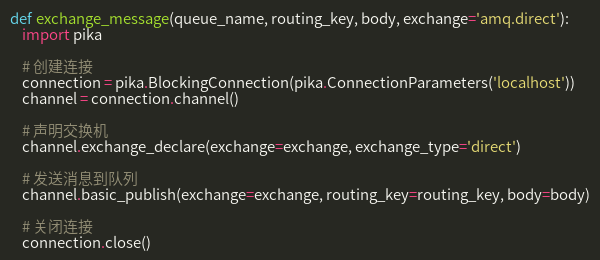 def exchange_message(queue_name, routing_key, body, exchange='amq.direct'):
import pika
# 创建连接
connection = pika.BlockingConnection(pika.ConnectionParameters('localhost'))
channel = connection.channel()
# 声明交换机
channel.exchange_declare(exchange=exchange, exchange_type='direct')
# 发送消息到队列
channel.basic_publish(exchange=exchange, routing_key=routing_key, body=body)
# 关闭连接
connection.close()